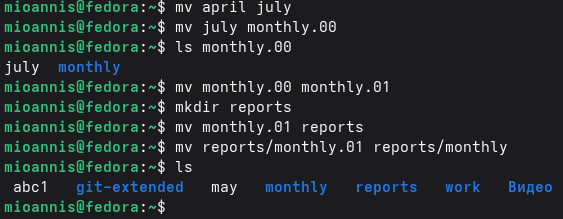 mioannis@fedora:~$ mv april july
mioannis@fedora:~$ mv july monthly.00
mioannis@fedora:~$ ls monthly.00
july  monthly
mioannis@fedora:~$ mv monthly.00 monthly.01
mioannis@fedora:~$ mkdir reports
mioannis@fedora:~$ mv monthly.01 reports
mioannis@fedora:~$ mv reports/monthly.01 reports/monthly
mioannis@fedora:~$ ls
abc1  git-extended  may  monthly  reports  work  Видео
mioannis@fedora:~$